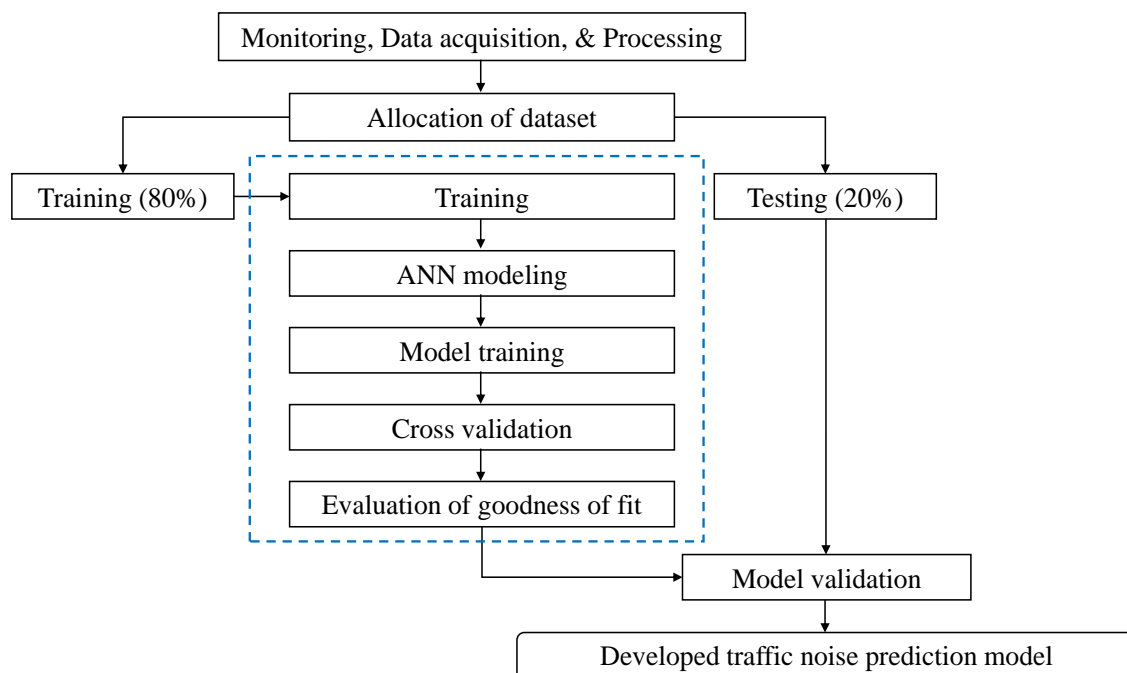 Monitoring, Data acquisition, & Processing
Allocation of dataset
Training (80%)
Training
Testing (20%)
ANN modeling
Model training
Cross validation
Evaluation of goodness of fit
Model validation
Developed traffic noise prediction model